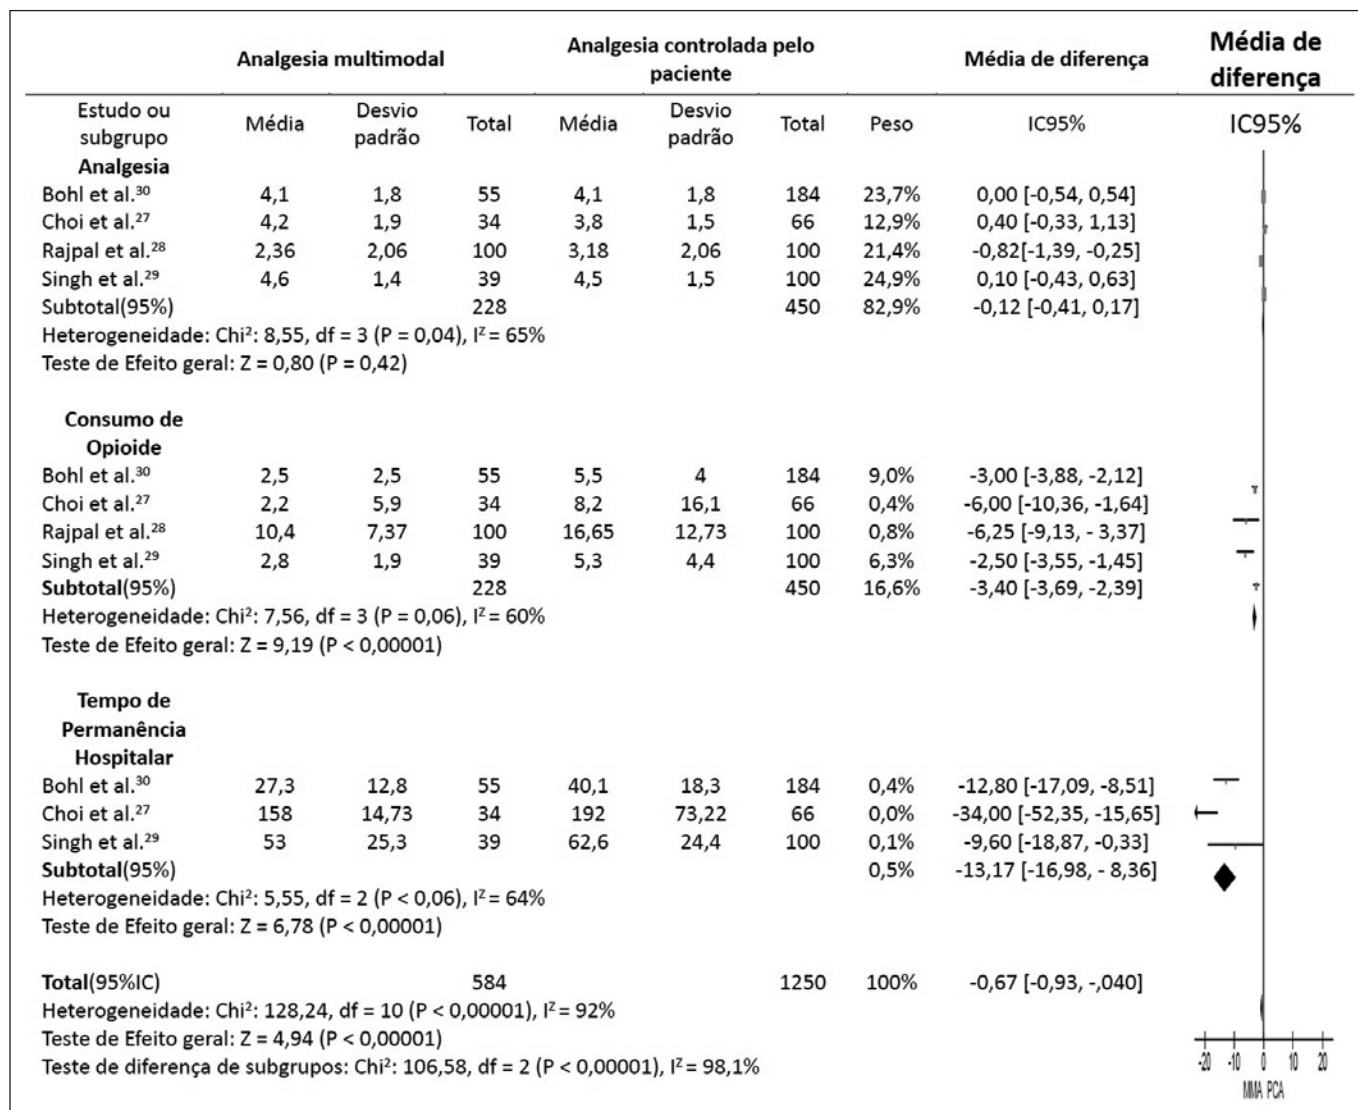 Analgesia multimodal Analgesia controlada pelo paciente Média de diferença Média de diferença
Estudo ou subgrupo Média Desvio padrão Total Média Desvio padrão Total Peso IC95% IC95%
Analgesia
Bohl et al.³⁰ 4,1 1,8 55 4,1 1,8 184 23,7% 0,00 [-0,54, 0,54]
Choi et al.²⁷ 4,2 1,9 34 3,8 1,5 66 12,9% 0,40 [-0,33, 1,13]
Rajpal et al.²⁸ 2,36 2,06 100 3,18 2,06 100 21,4% -0,82[-1,39, -0,25]
Singh et al.²⁹ 4,6 1,4 39 4,5 1,5 100 24,9% 0,10 [-0,43, 0,63]
Subtotal(95%) 228 450 82,9% -0,12 [-0,41, 0,17]
Heterogeneidade: Chi²: 8,55, df = 3 (P = 0,04), Iᶻ = 65%
Teste de Efeito geral: Z = 0,80 (P = 0,42)
Consumo de
Opioide
Bohl et al.³⁰ 2,5 2,5 55 5,5 4 184 9,0% -3,00 [-3,88, -2,12]
Choi et al.²⁷ 2,2 5,9 34 8,2 16,1 66 0,4% -6,00 [-10,36, -1,64]
Rajpal et al.²⁸ 10,4 7,37 100 16,65 12,73 100 0,8% -6,25 [-9,13, - 3,37]
Singh et al.²⁹ 2,8 1,9 39 5,3 4,4 100 6,3% -2,50 [-3,55, -1,45]
Subtotal(95%) 228 450 16,6% -3,40 [-3,69, -2,39]
Heterogeneidade: Chi²: 7,56, df = 3 (P = 0,06), Iᶻ = 60%
Teste de Efeito geral: Z = 9,19 (P < 0,00001)
Tempo de
Permanência
Hospitalar
Bohl et al.³⁰ 27,3 12,8 55 40,1 18,3 184 0,4% -12,80 [-17,09, -8,51]
Choi et al.²⁷ 158 14,73 34 192 73,22 66 0,0% -34,00 [-52,35, -15,65]
Singh et al.²⁹ 53 25,3 39 62,6 24,4 100 0,1% -9,60 [-18,87, -0,33]
Subtotal(95%) 0,5% -13,17 [-16,98, - 8,36]
Heterogeneidade: Chi²: 5,55, df = 2 (P < 0,06), Iᶻ = 64%
Teste de Efeito geral: Z = 6,78 (P < 0,00001)
Total(95%IC) 584 1250 100% -0,67 [-0,93, -,040]
Heterogeneidade: Chi²: 128,24, df = 10 (P < 0,00001), Iᶻ = 92%
Teste de Efeito geral: Z = 4,94 (P < 0,00001)
Teste de diferença de subgrupos: Chi²: 106,58, df = 2 (P < 0,00001), Iᶻ = 98,1%
-20 -10 0 10 20
MMA PCA